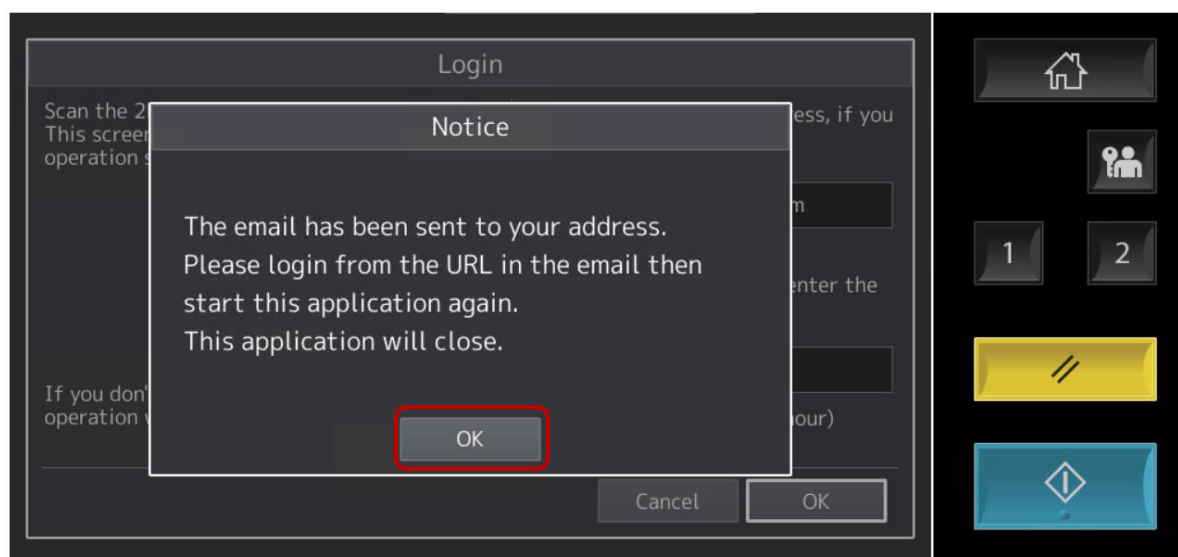 Login
Scan the 2
This screen
operation s
ess, if you
Notice
m
The email has been sent to your address.
Please login from the URL in the email then
start this application again.
This application will close.
enter the
If you don'
operation w
our)
OK
Cancel
OK
1
2